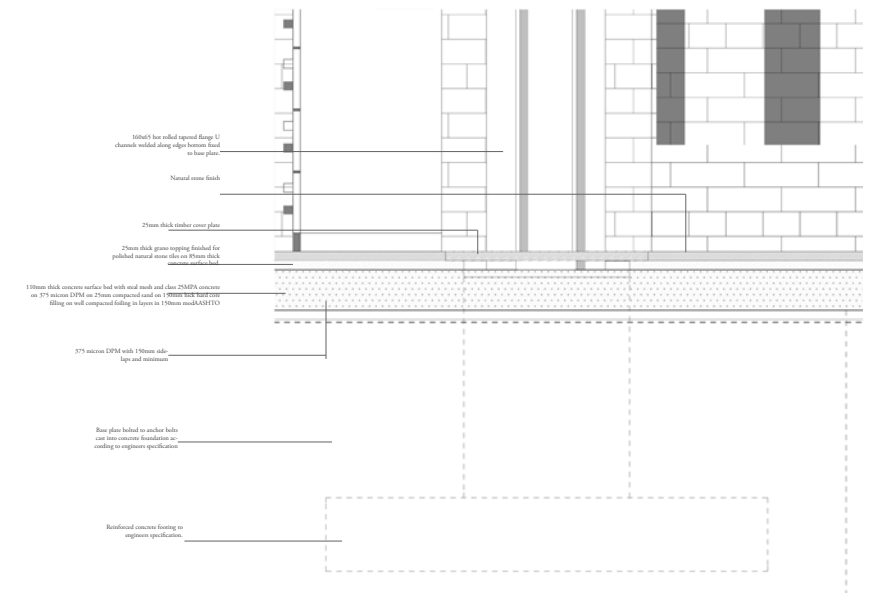 160x65 hot rolled tapered flange U
channels welded along edges bottom fixed
to base plate.
Natural stone finish
25mm thick timber cover plate
25mm thick grano topping finished for
polished natural stone tiles on 85mm thick
concrete surface bed.
110mm thick concrete surface bed with steal mesh and class 25MPA concrete
on 375 micron DPM on 25mm compacted sand on 150mm hick hard core
filling on well compacted foiling in layers in 150mm modAASHTO
375 micron DPM with 150mm side-
laps and minimum
Base plate bolted to anchor bolts
cast into concrete foundation ac-
cording to engineers specification
Reinforced concrete footing to
engineers specification.